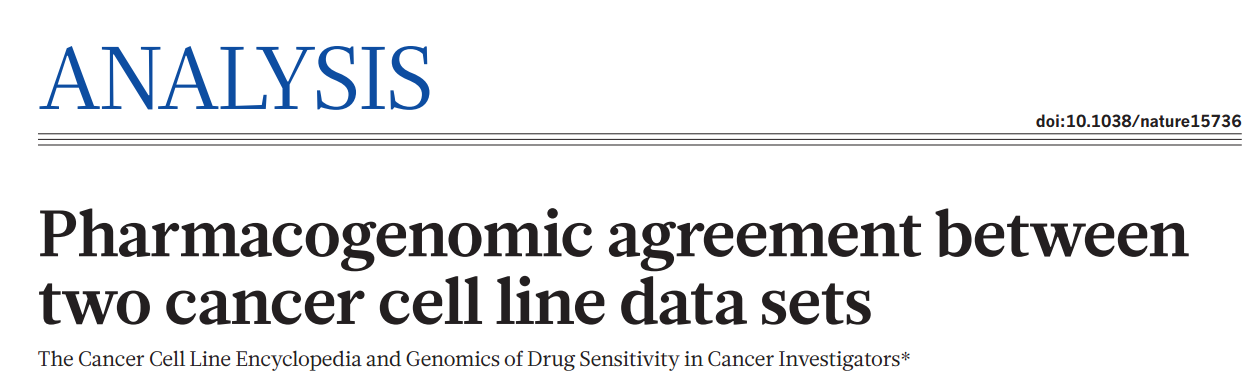 ANALYSIS
doi:10.1038/nature15736
Pharmacogenomic agreement between
two cancer cell line data sets
The Cancer Cell Line Encyclopedia and Genomics of Drug Sensitivity in Cancer Investigators*